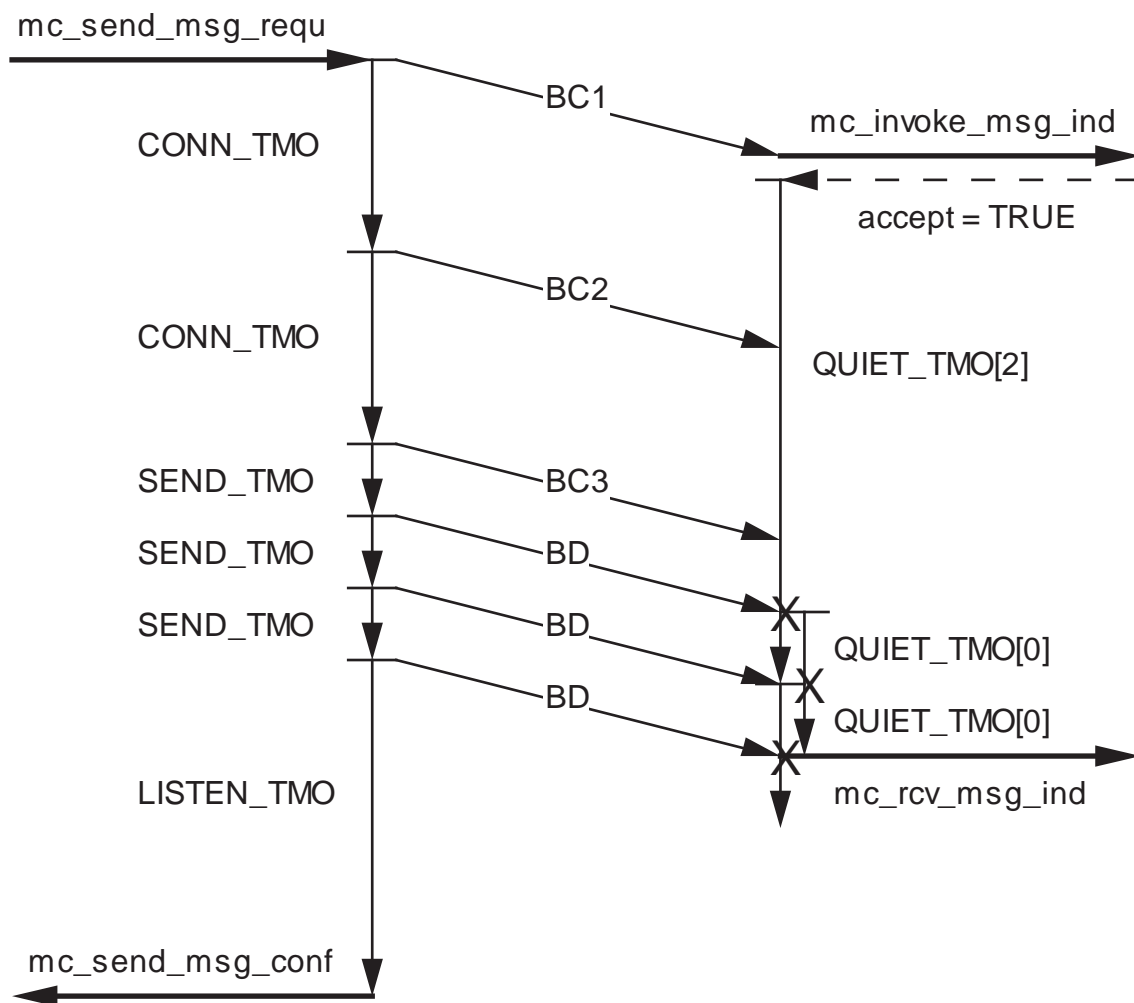 mc_send_msg_requ
BC1
mc_invoke_msg_ind
CONN_TMO
accept = TRUE
BC2
CONN_TMO
QUIET_TMO[2]
SEND_TMO
BC3
SEND_TMO
BD
SEND_TMO
BD
QUIET_TMO[0]
BD
QUIET_TMO[0]
LISTEN_TMO
mc_rcv_msg_ind
mc_send_msg_conf